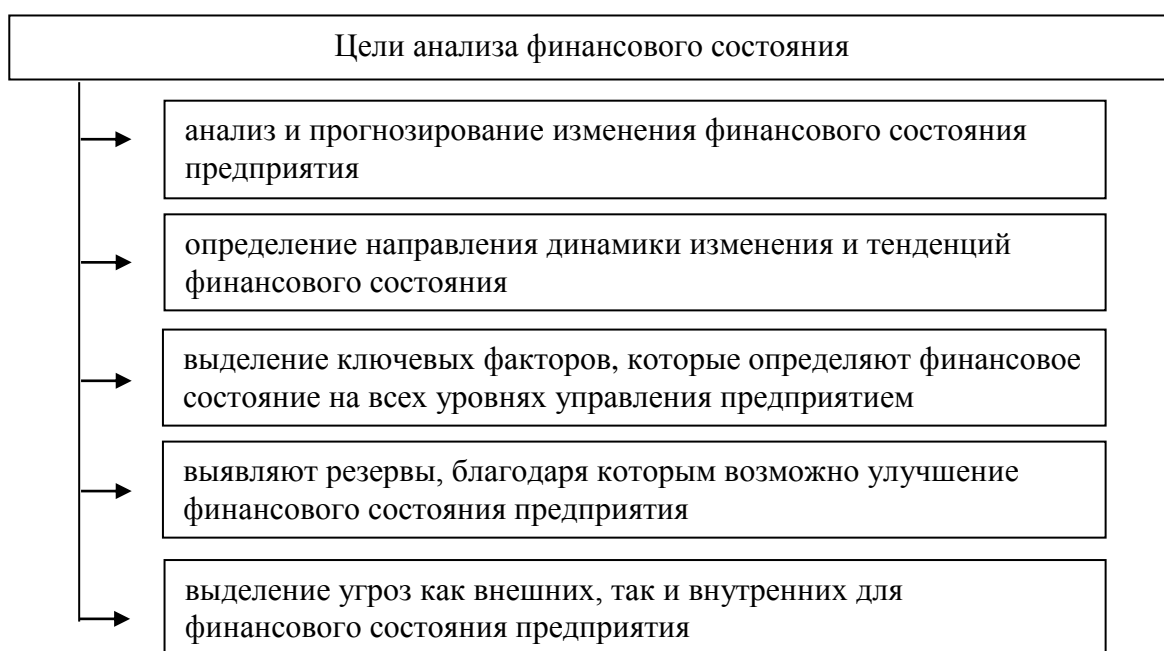 Цели анализа финансового состояния
анализ и прогнозирование изменения финансового состояния
предприятия
определение направления динамики изменения и тенденций
финансового состояния
выделение ключевых факторов, которые определяют финансовое
состояние на всех уровнях управления предприятием
выявляют резервы, благодаря которым возможно улучшение
финансового состояния предприятия
выделение угроз как внешних, так и внутренних для
финансового состояния предприятия